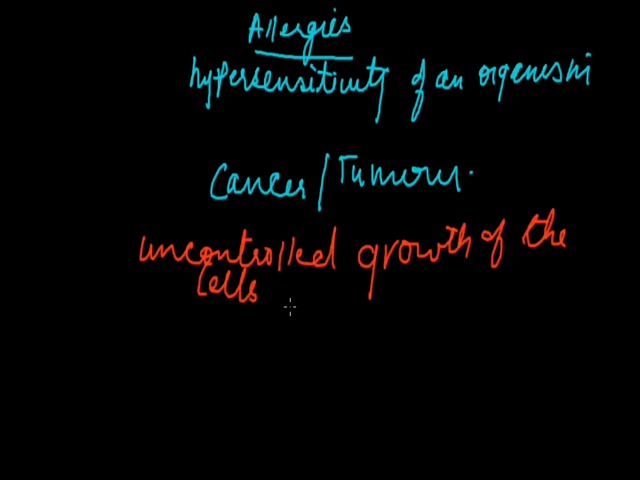 Allergies
hypersensitivity of an organism
Cancer/Tumour.
uncontrolled growth of the
cells